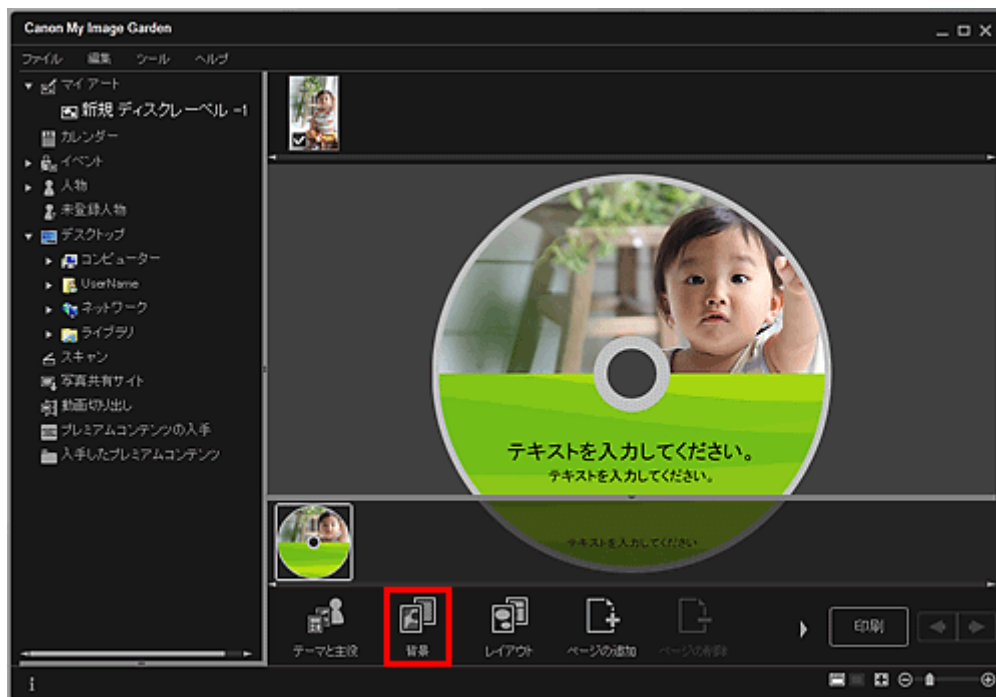 Canon My Image Garden
ファイル 編集 ツール ヘルプ
マイ アート
新規 ディスクレーベル -1
カレンダー
イベント
人物
未登録人物
デスクトップ
コンピューター
UserName
ネットワーク
ライブラリ
スキャン
写真共有サイト
動画切り出し
プレミアムコンテンツの入手
入手したプレミアムコンテンツ
テキストを入力してください。
テキストを入力してください。
テキストを入力してください
テーマと主役 背景 レイアウト ページの追加 ページの削除 印刷